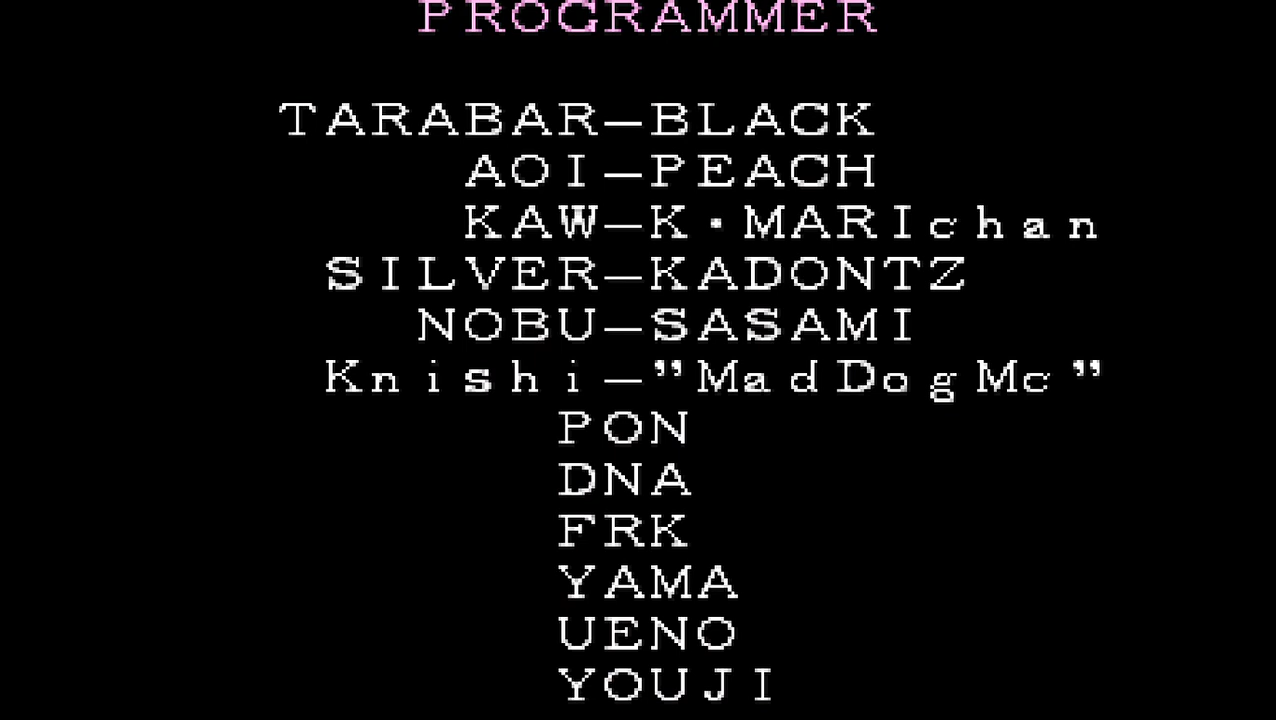 PROGRAMMER
TARABAR—BLACK
AOI—PEACH
KAW—K・MARIchan
SILVER—KADONTZ
NOBU—SASAMI
Knishi—”MadDogMc”
PON
DNA
FRK
YAMA
UENO
YOUJI